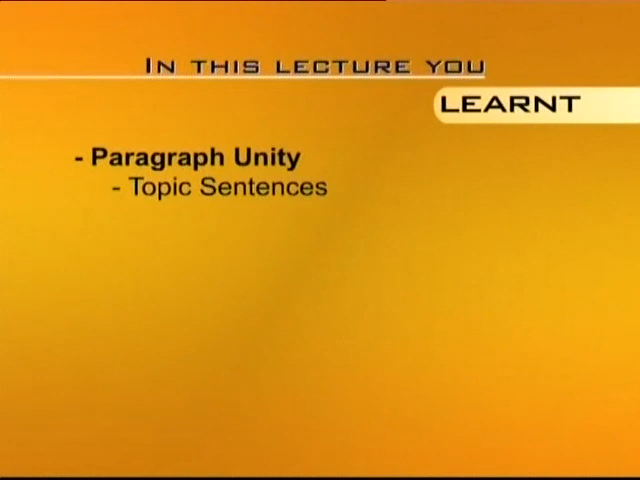 IN THIS LECTURE YOU
LEARNT
- Paragraph Unity
- Topic Sentences